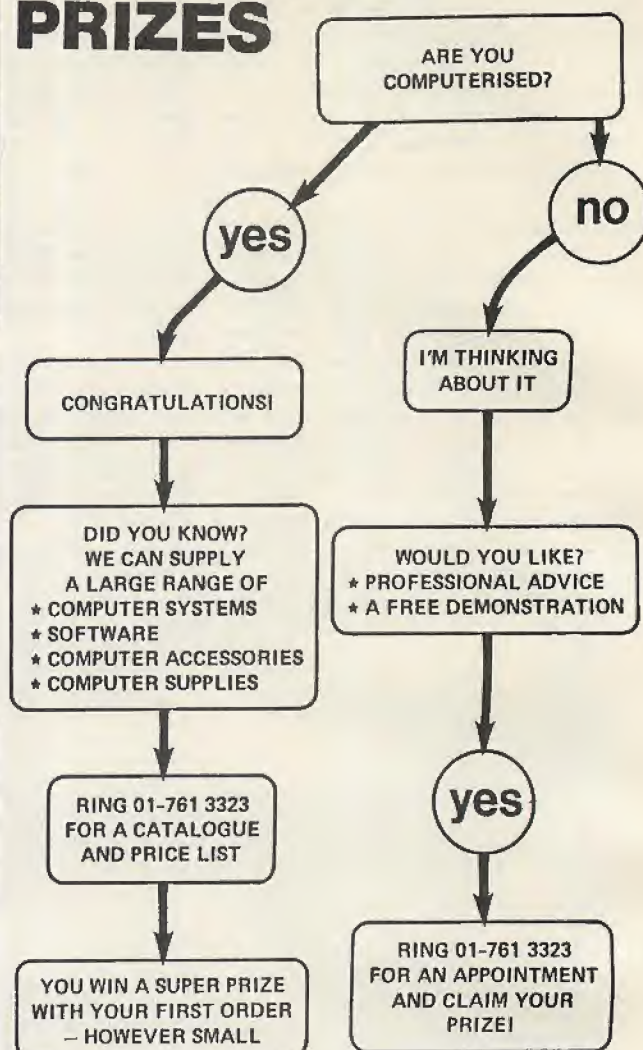 PRIZES
ARE YOU
COMPUTERISED?
yes
no
CONGRATULATIONS!
I'M THINKING
ABOUT IT
DID YOU KNOW?
WE CAN SUPPLY
A LARGE RANGE OF
* COMPUTER SYSTEMS
* SOFTWARE
* COMPUTER ACCESSORIES
* COMPUTER SUPPLIES
WOULD YOU LIKE?
* PROFESSIONAL ADVICE
* A FREE DEMONSTRATION
RING 01-761 3323
FOR A CATALOGUE
AND PRICE LIST
yes
YOU WIN A SUPER PRIZE
WITH YOUR FIRST ORDER
– HOWEVER SMALL
RING 01-761 3323
FOR AN APPOINTMENT
AND CLAIM YOUR
PRIZE!